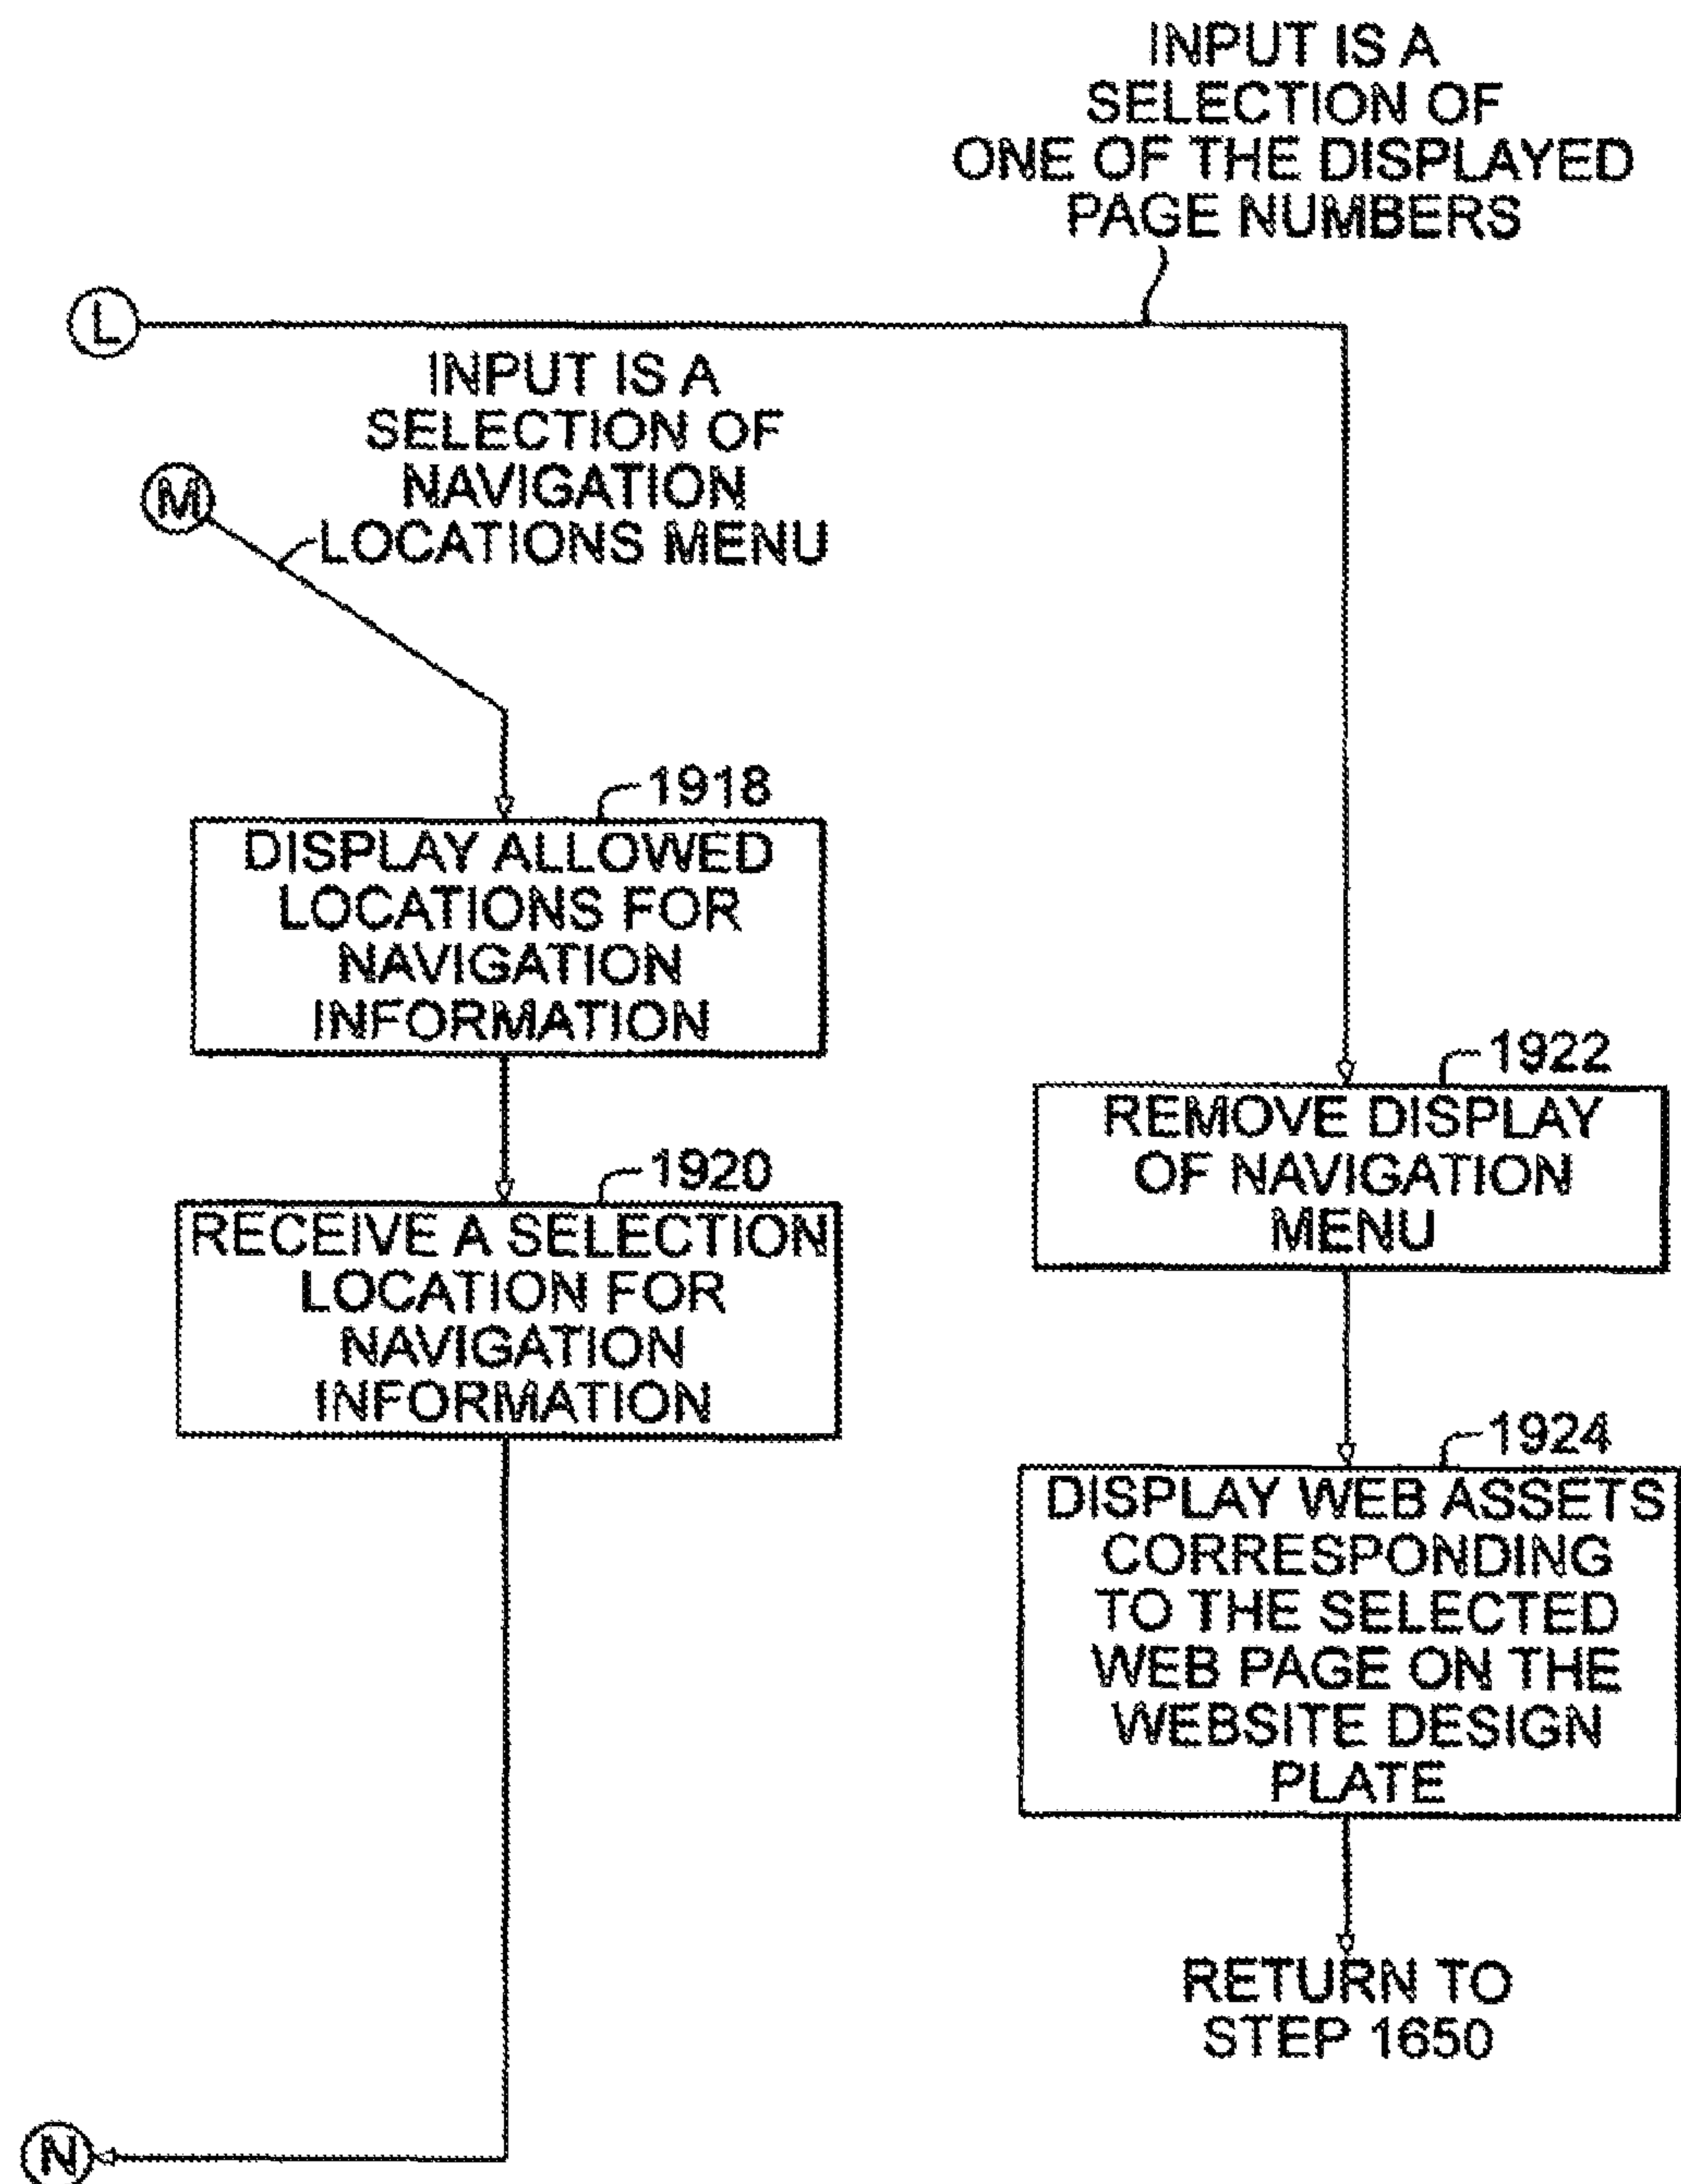 INPUT IS A
SELECTION OF
ONE OF THE DISPLAYED
PAGE NUMBERS
L
INPUT IS A
SELECTION OF
NAVIGATION
LOCATIONS MENU
M
1918
DISPLAY ALLOWED
LOCATIONS FOR
NAVIGATION
INFORMATION
1920
RECEIVE A SELECTION
LOCATION FOR
NAVIGATION
INFORMATION
N
1922
REMOVE DISPLAY
OF NAVIGATION
MENU
1924
DISPLAY WEB ASSETS
CORRESPONDING
TO THE SELECTED
WEB PAGE ON THE
WEBSITE DESIGN
PLATE
RETURN TO
STEP 1650